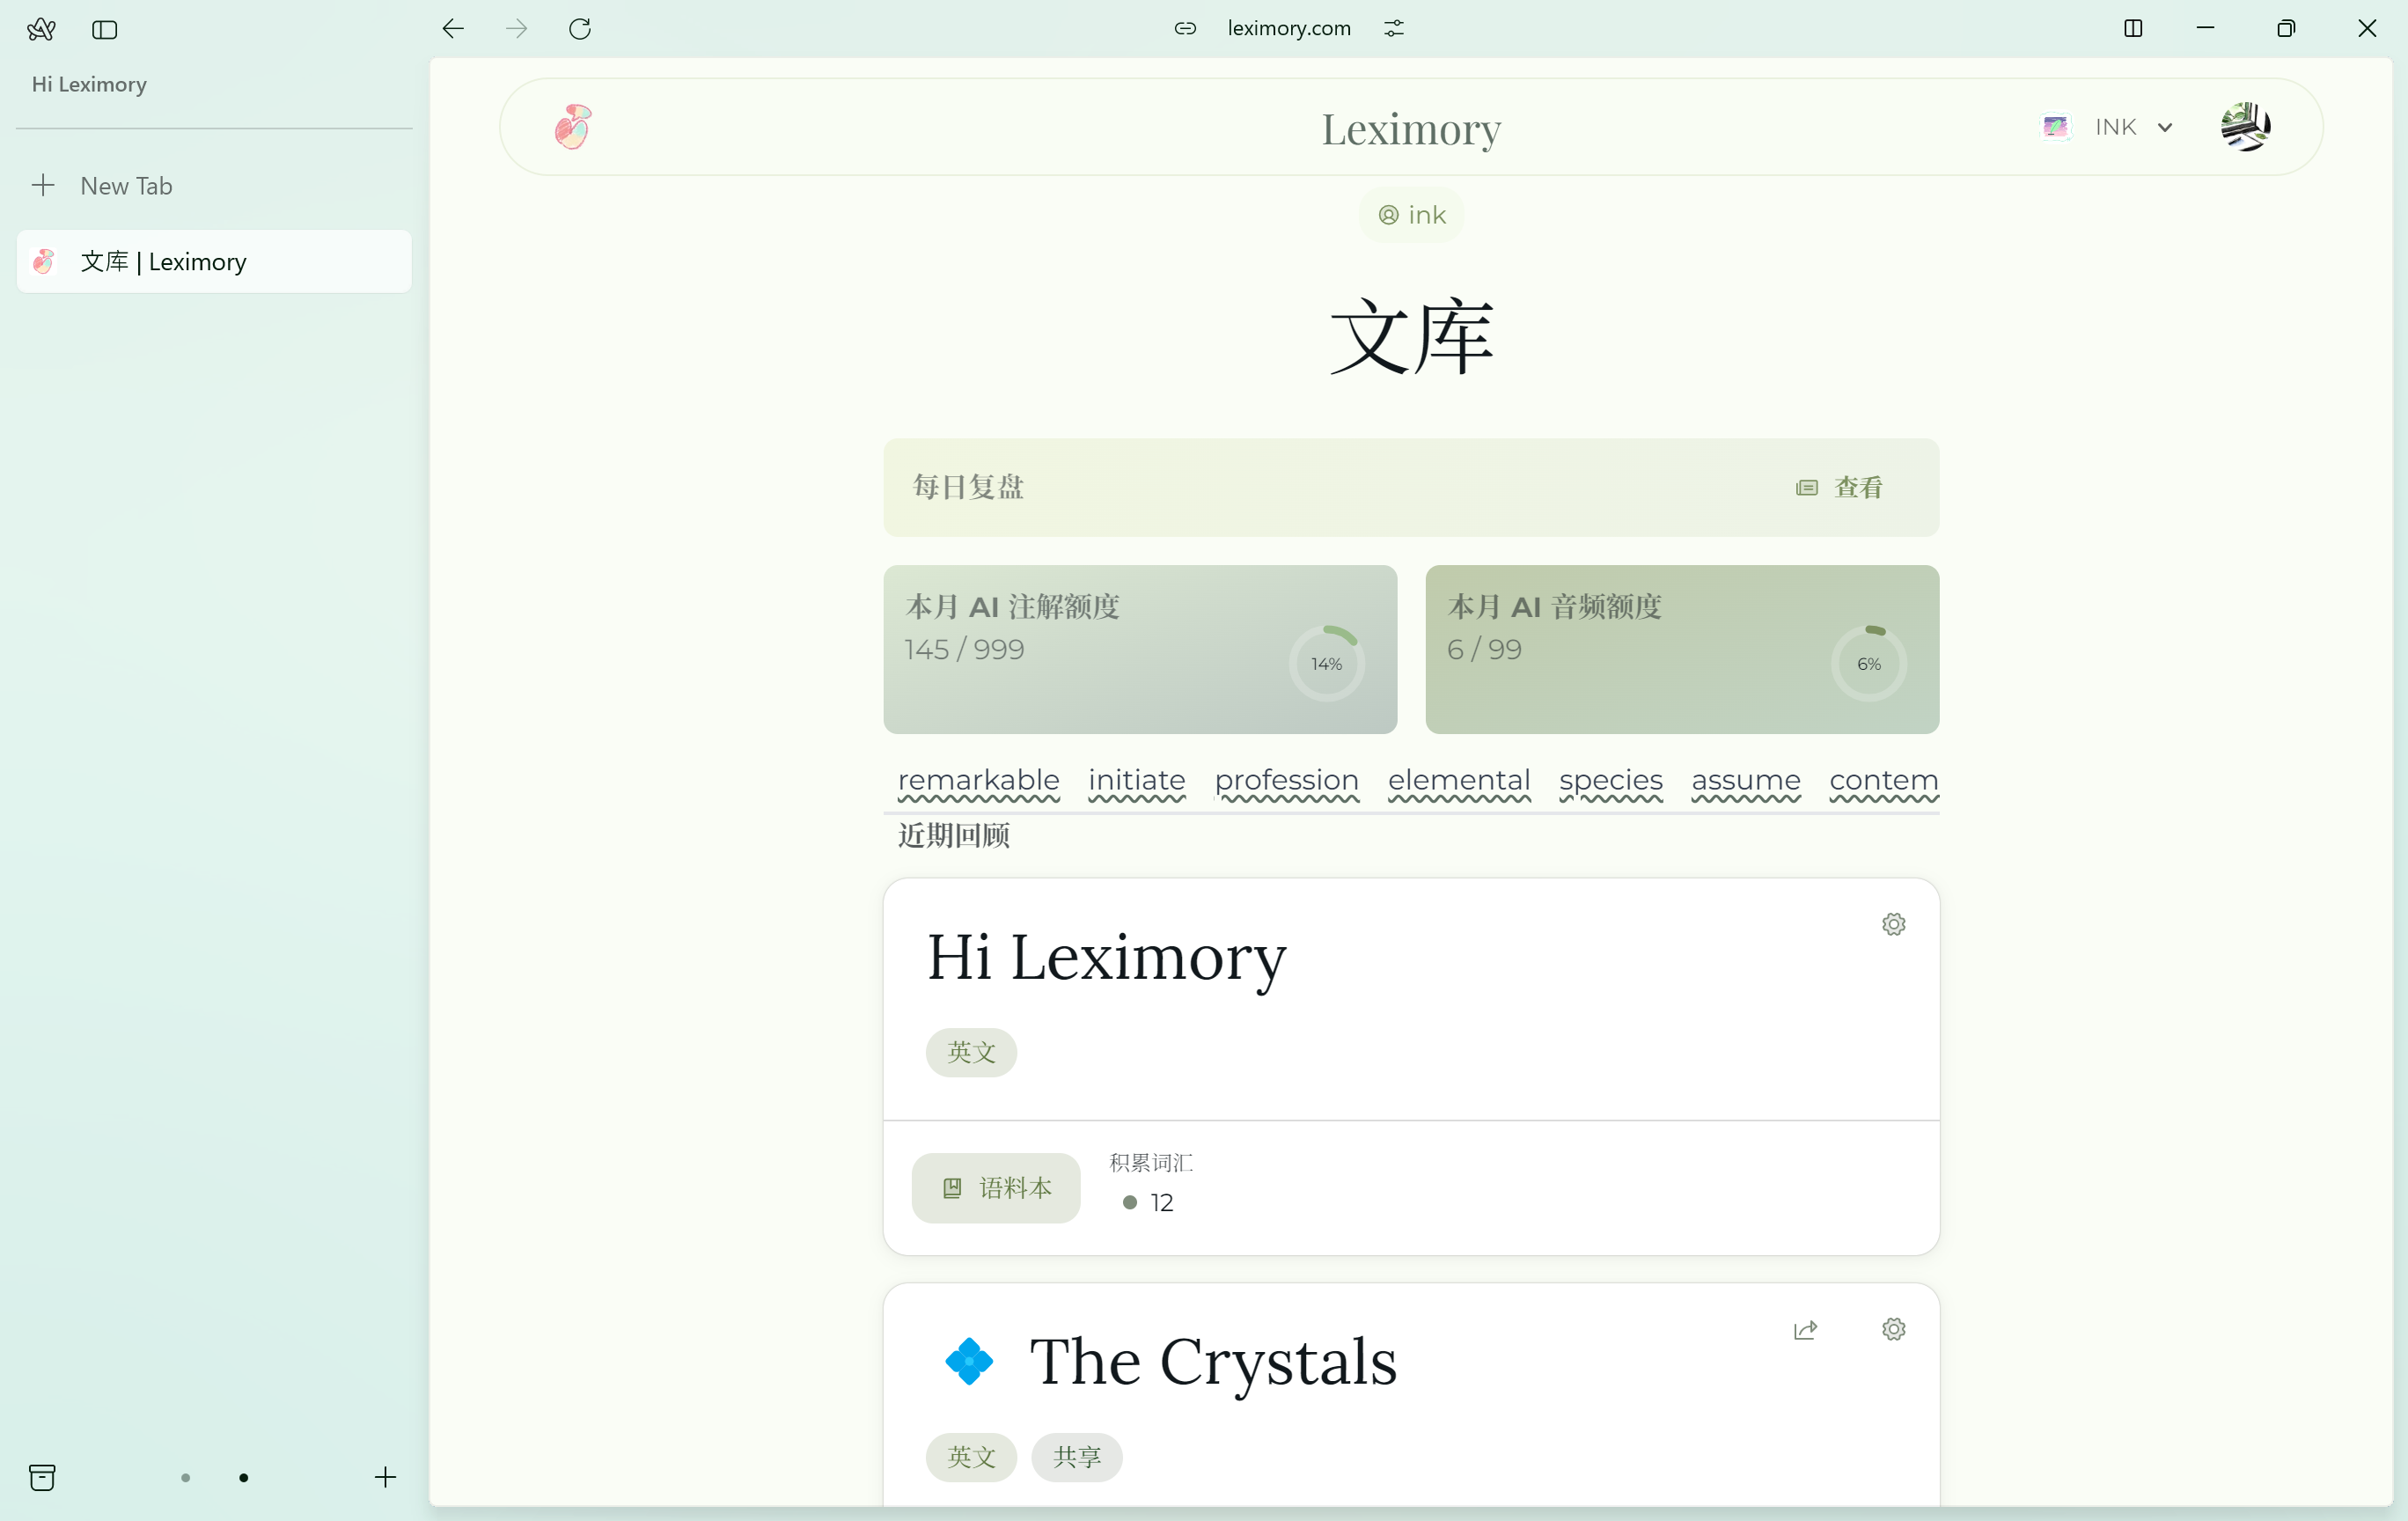 leximory.com
Hi Leximory
New Tab
文库 | Leximory
Leximory
INK
ink
文库
每日复盘
查看
本月 AI 注解额度
145 / 999
14%
本月 AI 音频额度
6 / 99
6%
remarkable initiate profession elemental species assume contem
近期回顾
Hi Leximory
英文
语料本
积累词汇
12
The Crystals
英文 共享